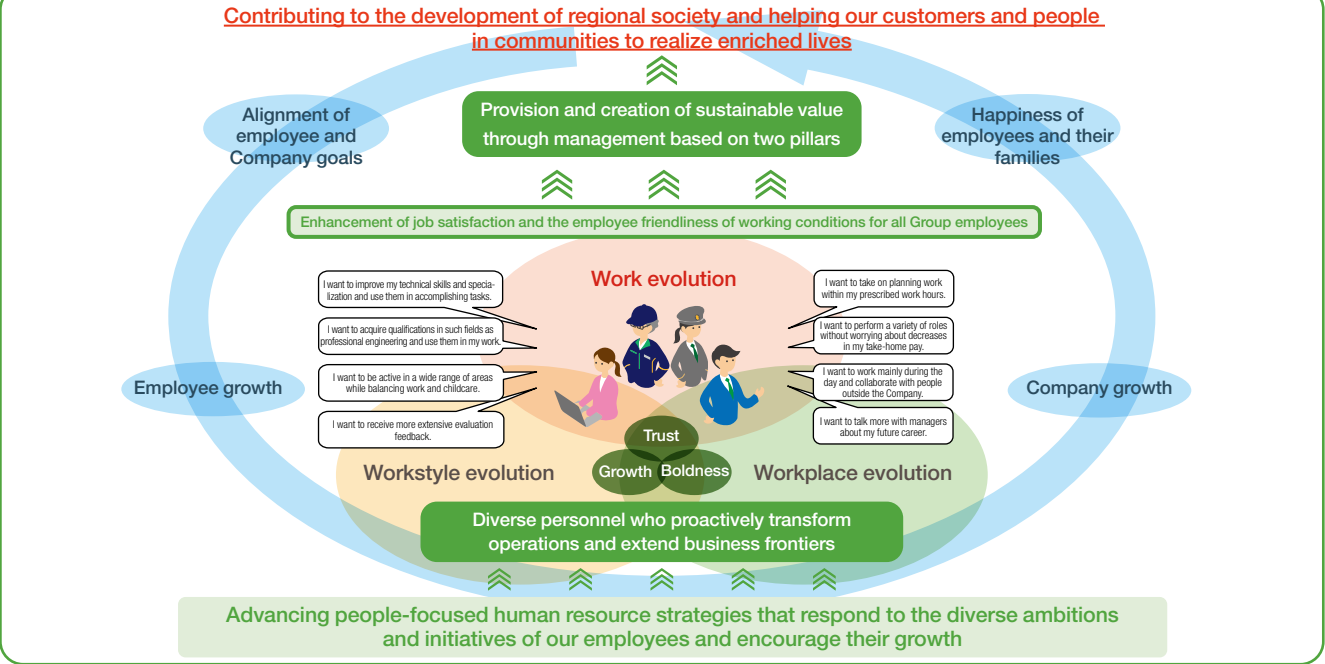 Contributing to the development of regional society and helping our customers and people
in communities to realize enriched lives
Alignment of
employee and
Company goals
Provision and creation of sustainable value
through management based on two pillars
Happiness of
employees and their
families
Enhancement of job satisfaction and the employee friendliness of working conditions for all Group employees
Work evolution
I want to improve my technical skills and specia-
lization and use them in accomplishing tasks.
I want to acquire qualifications in such fields as
professional engineering and use them in my work.
I want to be active in a wide range of areas
while balancing work and childcare.
I want to receive more extensive evaluation
feedback.
I want to take on planning work
within my prescribed work hours.
I want to perform a variety of roles
without worrying about decreases
in my take-home pay.
I want to work mainly during the
day and collaborate with people
outside the Company.
I want to talk more with managers
about my future career.
Employee growth
Company growth
Trust
Growth
Boldness
Workstyle evolution
Workplace evolution
Diverse personnel who proactively transform
operations and extend business frontiers
Advancing people-focused human resource strategies that respond to the diverse ambitions
and initiatives of our employees and encourage their growth